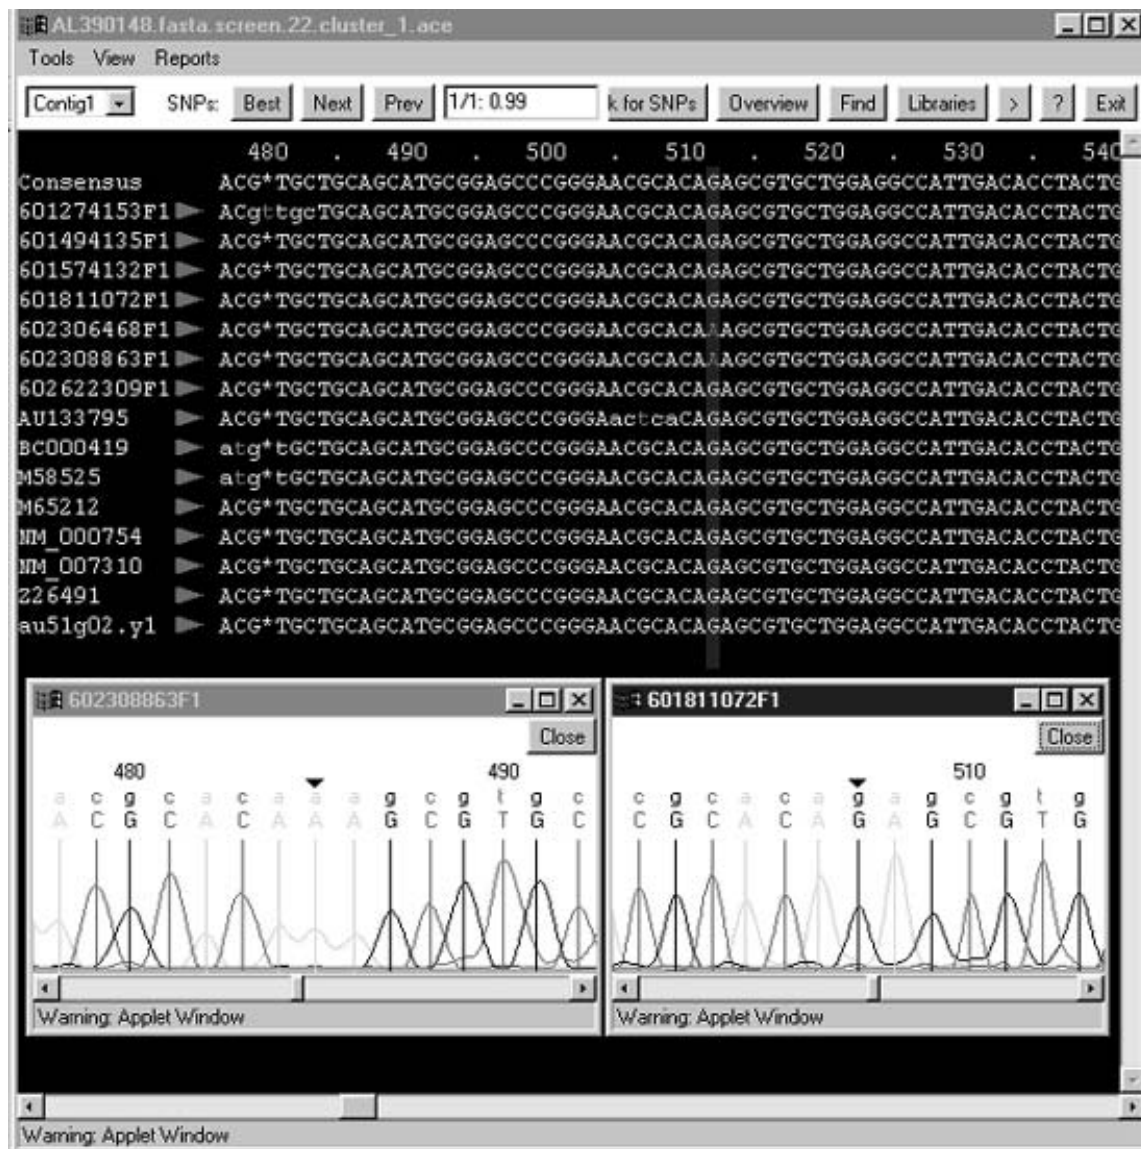 AL390148.fasta.screen.22.cluster_1.ace
Tools View Reports
Contig1 SNPs: Best Next Prev 1/1: 0.99 k for SNPs Overview Find Libraries > ? Exit
480 . 490 . 500 . 510 . 520 . 530 . 540
Consensus ACG*TGCTGCAGCATGCGGAGCCCGGGAACGCACAGAGCGTGCTGGAGGCCATTGACACCTACTG
601274153F1 ACgttgcTGCAGCATGCGGAGCCCGGGAACGCACAGAGCGTGCTGGAGGCCATTGACACCTACTG
601494135F1 ACG*TGCTGCAGCATGCGGAGCCCGGGAACGCACAGAGCGTGCTGGAGGCCATTGACACCTACTG
601574132F1 ACG*TGCTGCAGCATGCGGAGCCCGGGAACGCACAGAGCGTGCTGGAGGCCATTGACACCTACTG
601811072F1 ACG*TGCTGCAGCATGCGGAGCCCGGGAACGCACAGAGCGTGCTGGAGGCCATTGACACCTACTG
602306468F1 ACG*TGCTGCAGCATGCGGAGCCCGGGAACGCACAAAGCGTGCTGGAGGCCATTGACACCTACTG
602308863F1 ACG*TGCTGCAGCATGCGGAGCCCGGGAACGCACAAAGCGTGCTGGAGGCCATTGACACCTACTG
602622309F1 ACG*TGCTGCAGCATGCGGAGCCCGGGAACGCACAGAGCGTGCTGGAGGCCATTGACACCTACTG
AU133795 ACG*TGCTGCAGCATGCGGAGCCCGGGAactcaCAGAGCGTGCTGGAGGCCATTGACACCTACTG
BC000419 atg*tGCTGCAGCATGCGGAGCCCGGGAACGCACAGAGCGTGCTGGAGGCCATTGACACCTACTG
M58525 atg*tGCTGCAGCATGCGGAGCCCGGGAACGCACAGAGCGTGCTGGAGGCCATTGACACCTACTG
M65212 ACG*TGCTGCAGCATGCGGAGCCCGGGAACGCACAGAGCGTGCTGGAGGCCATTGACACCTACTG
NM_000754 ACG*TGCTGCAGCATGCGGAGCCCGGGAACGCACAGAGCGTGCTGGAGGCCATTGACACCTACTG
NM_007310 ACG*TGCTGCAGCATGCGGAGCCCGGGAACGCACAGAGCGTGCTGGAGGCCATTGACACCTACTG
Z26491 ACG*TGCTGCAGCATGCGGAGCCCGGGAACGCACAGAGCGTGCTGGAGGCCATTGACACCTACTG
au51g02.y1 ACG*TGCTGCAGCATGCGGAGCCCGGGAACGCACAGAGCGTGCTGGAGGCCATTGACACCTACTG
602308863F1
Close
480 490
a c g c a c a a a g c g t g c
A C G C A C A A A G C G T G C
Warning: Applet Window
601811072F1
Close
510
c g c a c a g a g c g t g
C G C A C A G A G C G T G
Warning: Applet Window
Warning: Applet Window